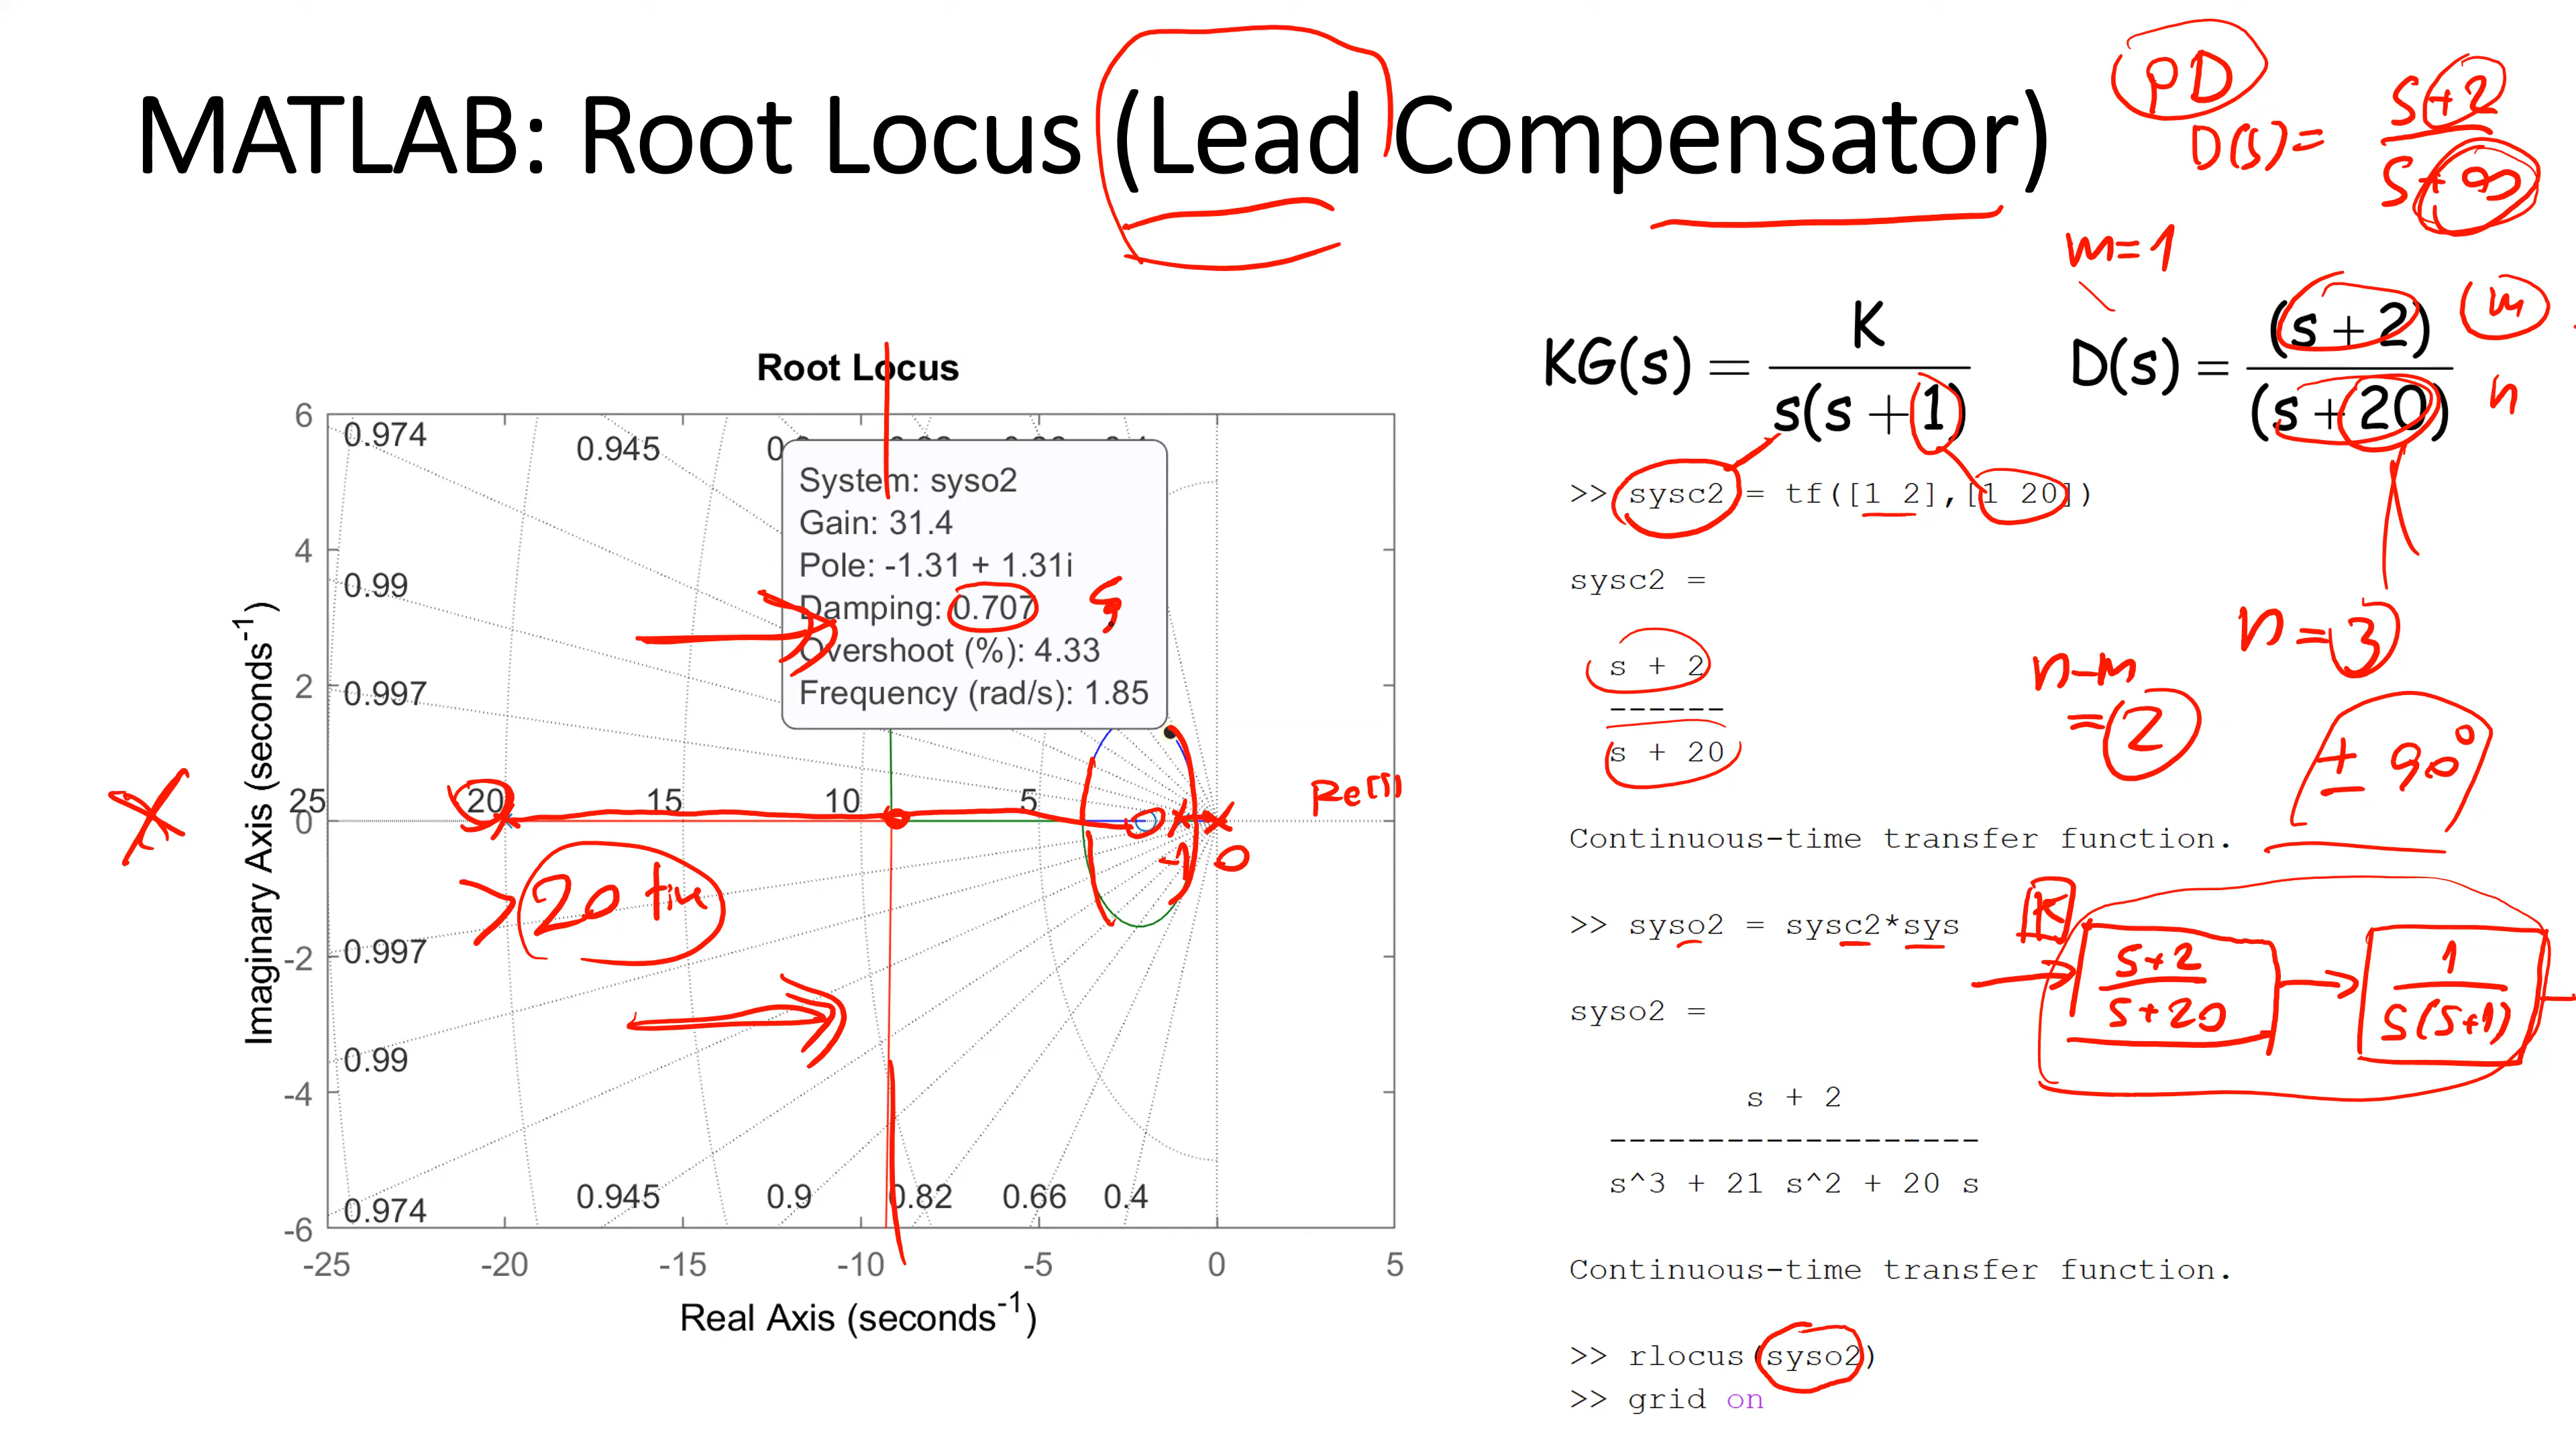 MATLAB: Root Locus (Lead Compensator)
PD
D(s)=
s+2
s+∞
m=1
KG(s) =
K
s(s+1)
D(s) =
(s+2)
(s+20)
m
n
>> sysc2 = tf([1 2],[1 20])
sysc2 =
s + 2
------
s + 20
Continuous-time transfer function.
n=3
n-m
=2
± 90°
>> syso2 = sysc2*sys
K
s+2
s+20
1
s(s+1)
syso2 =
s + 2
-------------------
s^3 + 21 s^2 + 20 s
Continuous-time transfer function.
>> rlocus(syso2)
>> grid on
Root Locus
6
4
2
0
-2
-4
-6
0.974
0.945
0.99
0.997
System: syso2
Gain: 31.4
Pole: -1.31 + 1.31i
Damping: 0.707
Overshoot (%): 4.33
Frequency (rad/s): 1.85
ζ
25
20
15
10
5
-1 0
0.997
0.99
0.974
0.945
0.9
0.82
0.66
0.4
-25
-20
-15
-10
-5
0
5
Imaginary Axis (seconds⁻¹)
Real Axis (seconds⁻¹)